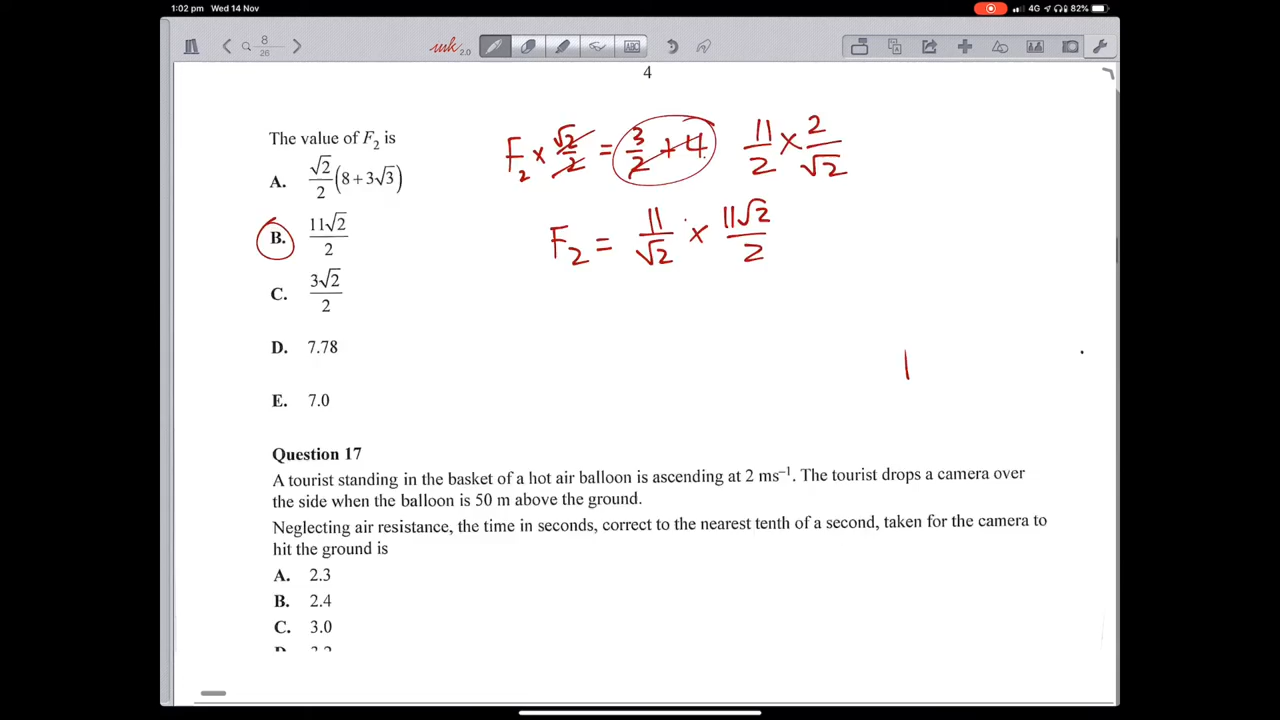 1:02 pm Wed 14 Nov
4G 82%
8
26
mk 2.0
ABC
4
The value of F₂ is
A. √2/2 (8 + 3√3)
B. 11√2/2
C. 3√2/2
D. 7.78
E. 7.0
F₂ × √2/2 = 3/2 + 4
11/2 × 2/√2
F₂ = 11/√2 × 11√2/2
Question 17
A tourist standing in the basket of a hot air balloon is ascending at 2 ms⁻¹. The tourist drops a camera over
the side when the balloon is 50 m above the ground.
Neglecting air resistance, the time in seconds, correct to the nearest tenth of a second, taken for the camera to
hit the ground is
A. 2.3
B. 2.4
C. 3.0